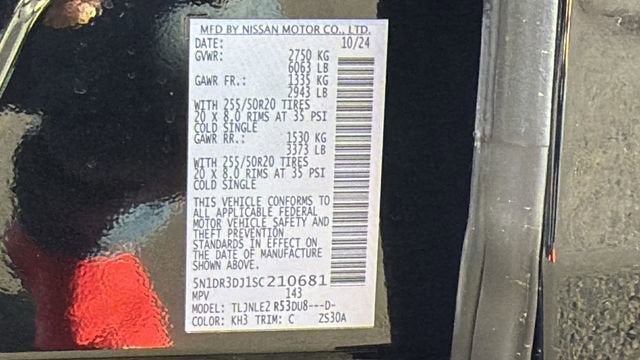 MFD BY NISSAN MOTOR CO., LTD.
DATE: 10/24
GVWR: 2750 KG
6063 LB
GAWR FR.: 1335 KG
2943 LB
WITH 255/50R20 TIRES
20 X 8.0 RIMS AT 35 PSI
COLD SINGLE
GAWR RR.: 1530 KG
3373 LB
WITH 255/50R20 TIRES
20 X 8.0 RIMS AT 35 PSI
COLD SINGLE
THIS VEHICLE CONFORMS TO
ALL APPLICABLE FEDERAL
MOTOR VEHICLE SAFETY AND
THEFT PREVENTION
STANDARDS IN EFFECT ON
THE DATE OF MANUFACTURE
SHOWN ABOVE.
5N1DR3DJ1SC210681
MPV 143
MODEL: TLJNLE2 R53DU8---D-
COLOR: KH3 TRIM: C ZS30A